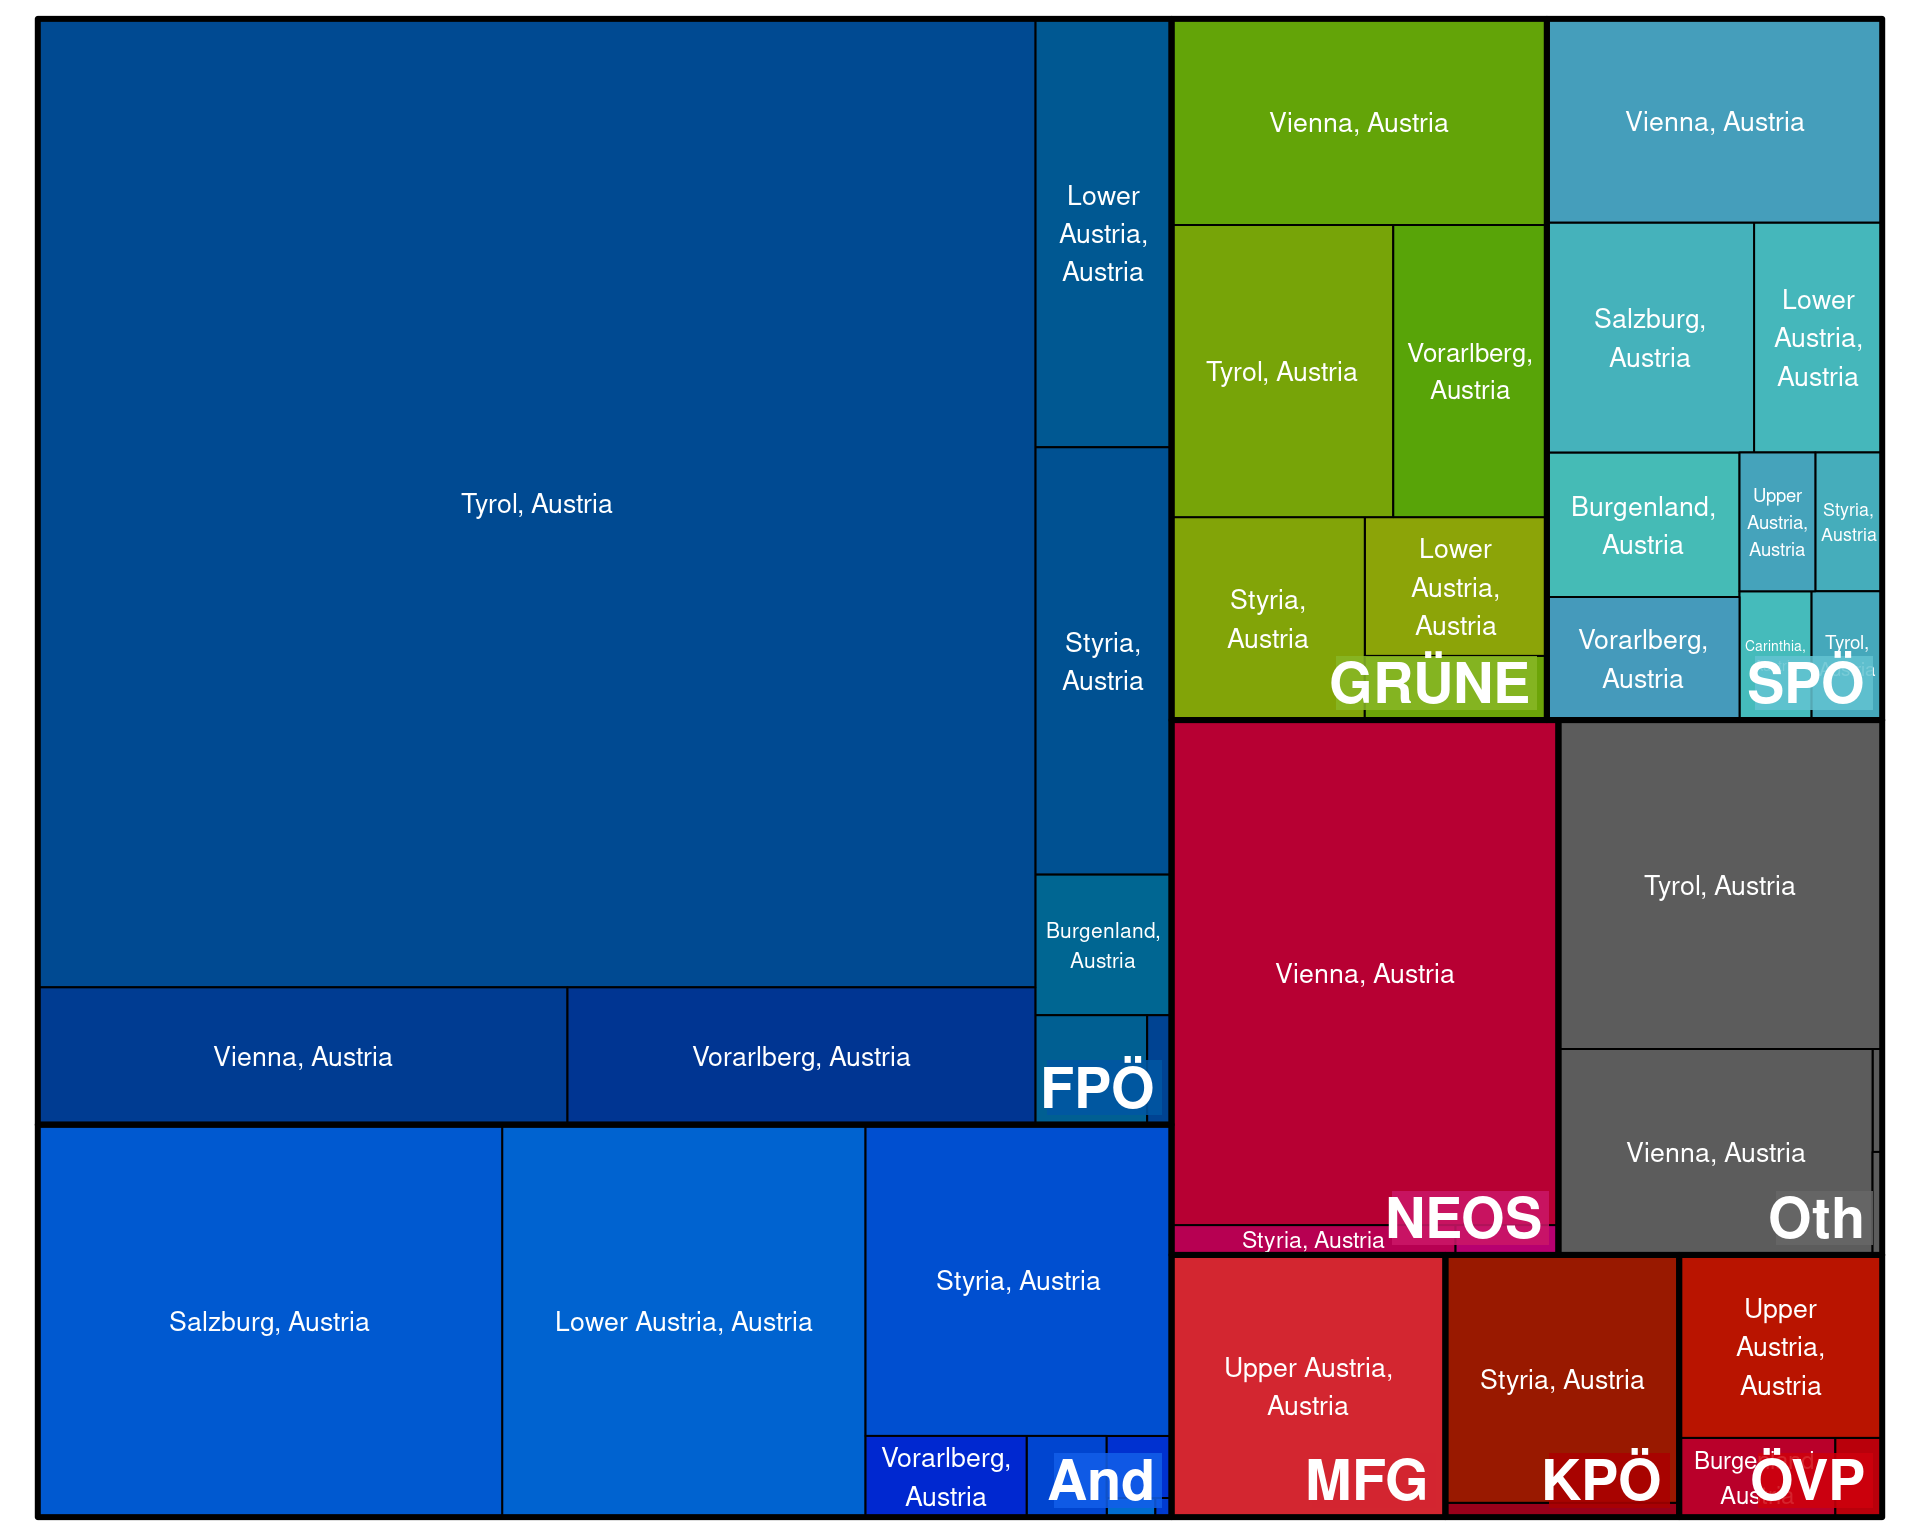 Tyrol, Austria
Lower
Austria,
Austria
Styria,
Austria
Burgenland,
Austria
Vienna, Austria
Vorarlberg, Austria
FPÖ
Salzburg, Austria
Lower Austria, Austria
Styria, Austria
Vorarlberg,
Austria
And
Vienna, Austria
Tyrol, Austria
Vorarlberg,
Austria
Styria,
Austria
Lower
Austria,
Austria
GRÜNE
Vienna, Austria
Salzburg,
Austria
Lower
Austria,
Austria
Burgenland,
Austria
Upper
Austria,
Austria
Styria,
Austria
Vorarlberg,
Austria
Carinthia,
Tyrol,
SPÖ
Vienna, Austria
Styria, Austria
NEOS
Tyrol, Austria
Vienna, Austria
Oth
Upper Austria,
Austria
MFG
Styria, Austria
KPÖ
Upper
Austria,
Austria
ÖVP